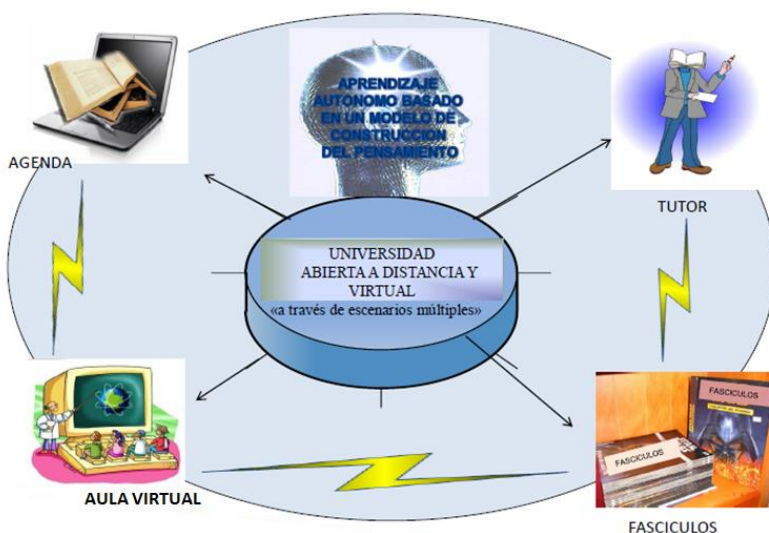 APRENDIZAJE
AUTONOMO BASADO
EN UN MODELO DE
CONSTRUCCION
DEL PENSAMIENTO
AGENDA
TUTOR
UNIVERSIDAD
ABIERTA A DISTANCIA Y
VIRTUAL
«a través de escenarios múltiples»
AULA VIRTUAL
FASCICULOS
FASCICULOS
FASCICULOS
FASCICULOS